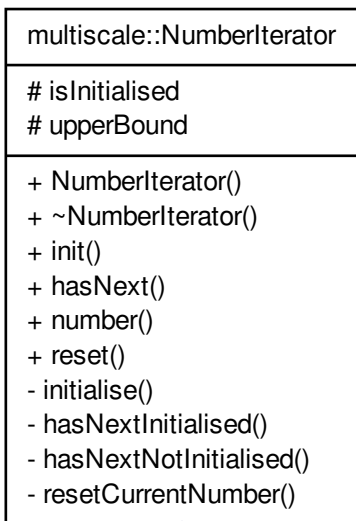 multiscale::NumberIterator
# isInitialised
# upperBound
+ NumberIterator()
+ ~NumberIterator()
+ init()
+ hasNext()
+ number()
+ reset()
- initialise()
- hasNextInitialised()
- hasNextNotInitialised()
- resetCurrentNumber()